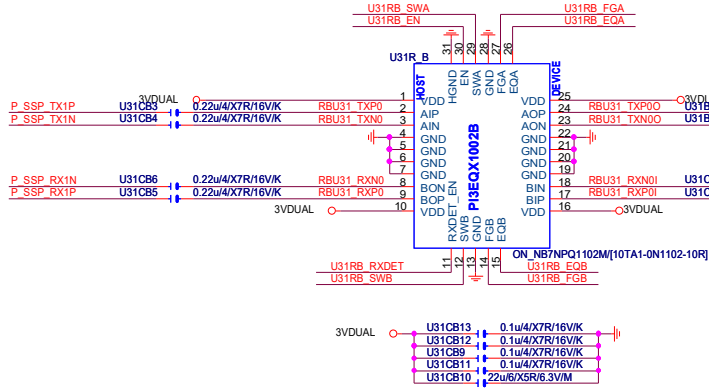 U31RB_SWA
U31RB_EN
U31RB_FGA
U31RB_EQA
31
30
29
28
27
26
U31R_B
HGND
EN
SWA
GND
FGA
EQA
HOST
DEVICE
PI3EQX1002B
3VDUAL
1 VDD
VDD 25
3VDL
P_SSP_TX1P U31CB3 0.22u/4/X7R/16V/K RBU31_TXP0 2 AIP
AOP 24 RBU31_TXP0O U31B
P_SSP_TX1N U31CB4 0.22u/4/X7R/16V/K RBU31_TXN0 3 AIN
AON 23 RBU31_TXN0O U31B
4 GND
GND 22
5 GND
GND 21
6 GND
GND 20
7 GND
GND 19
P_SSP_RX1N U31CB6 0.22u/4/X7R/16V/K RBU31_RXN0 8 BON
BIN 18 RBU31_RXN0I U31C
P_SSP_RX1P U31CB5 0.22u/4/X7R/16V/K RBU31_RXP0 9 BOP
BIP 17 RBU31_RXP0I U31C
3VDUAL 10 VDD
VDD 16 3VDUAL
RXDET_EN
SWB
GND
FGB
EQB
11
12
13
14
15
ON_NB7NPQ1102M/[10TA1-0N1102-10R]
U31RB_RXDET
U31RB_SWB
U31RB_EQB
U31RB_FGB
3VDUAL
U31CB13 0.1u/4/X7R/16V/K
U31CB12 0.1u/4/X7R/16V/K
U31CB9 0.1u/4/X7R/16V/K
U31CB11 0.1u/4/X7R/16V/K
U31CB10 22u/6/X5R/6.3V/M